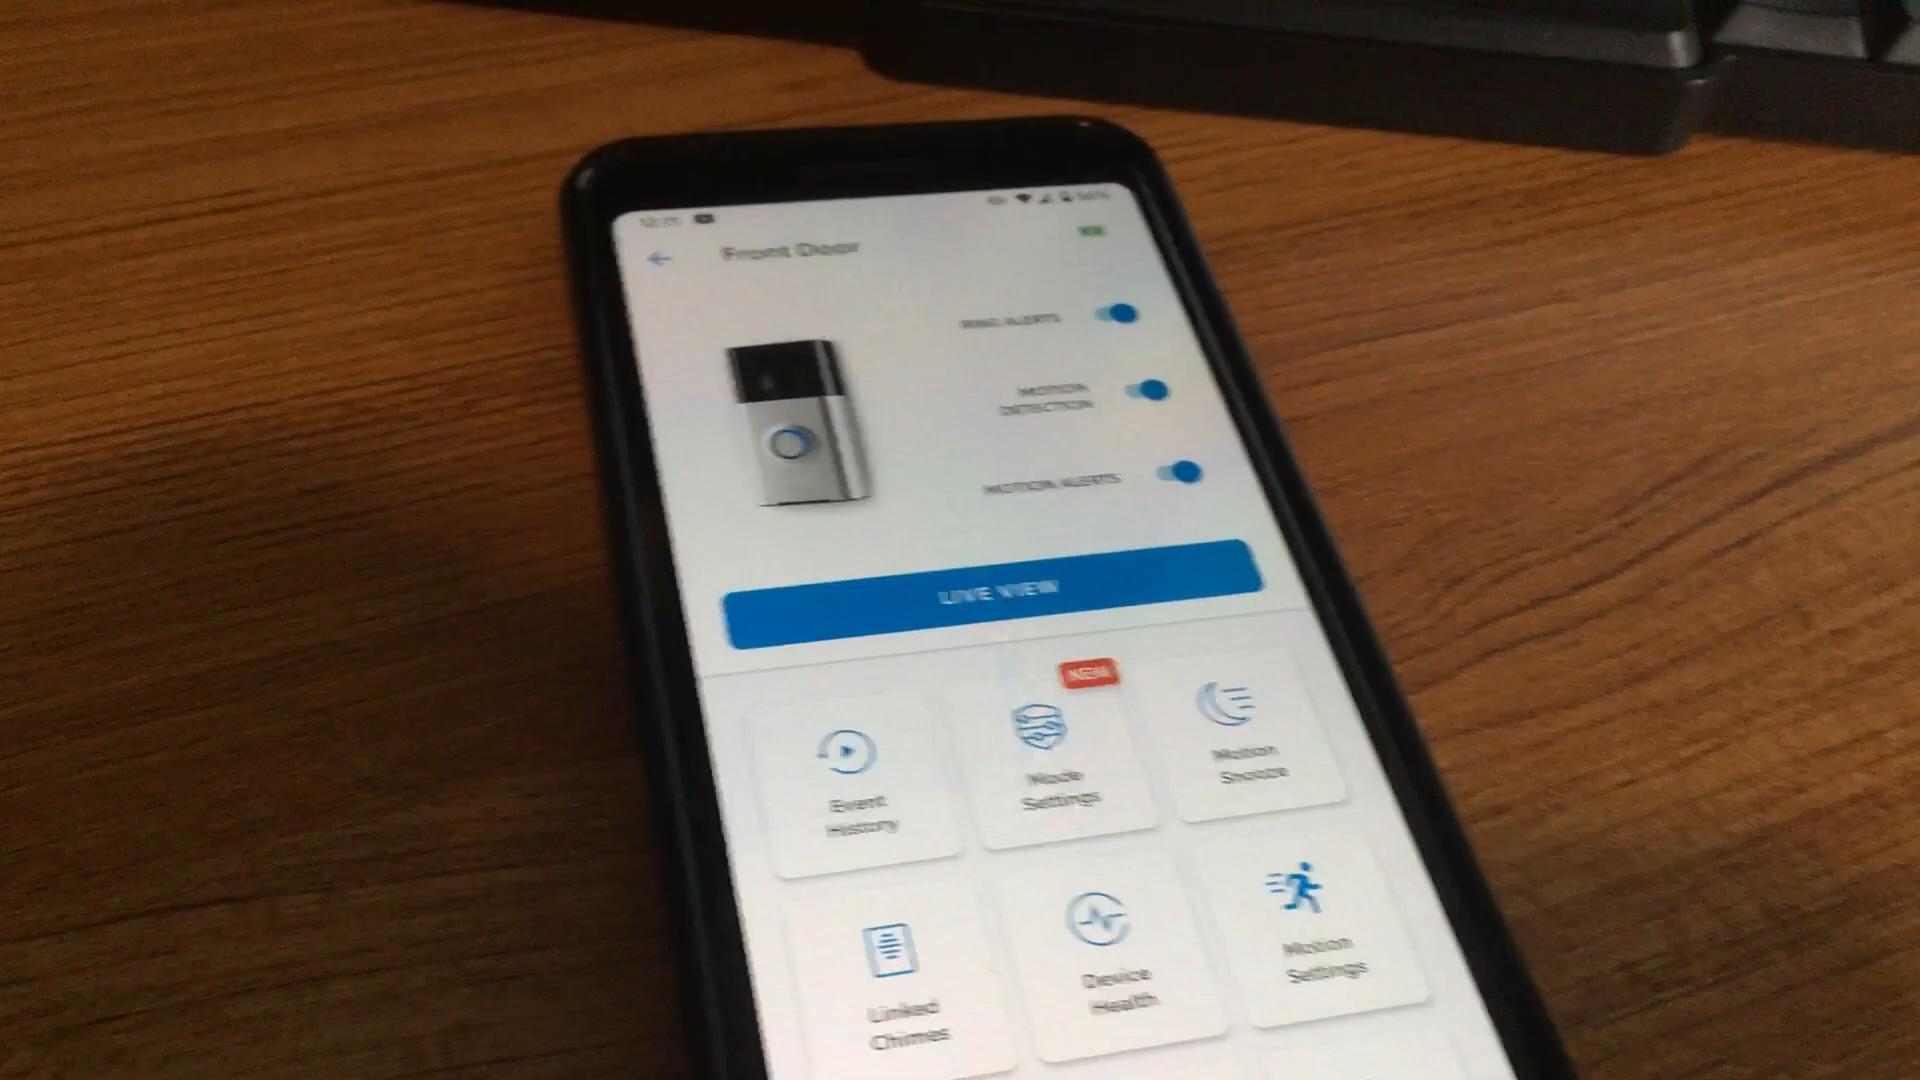 Front Door
RING ALERTS
MOTION
DETECTION
MOTION ALERTS
LIVE VIEW
NEW
Event
History
Mode
Settings
Motion
Snooze
Linked
Chimes
Device
Health
Motion
Settings